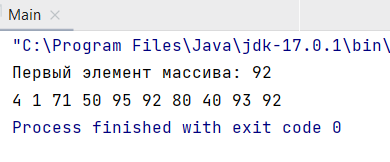 Main
"C:\Program Files\Java\jdk-17.0.1\bin\
Первый элемент массива: 92
4 1 71 50 95 92 80 40 93 92
Process finished with exit code 0